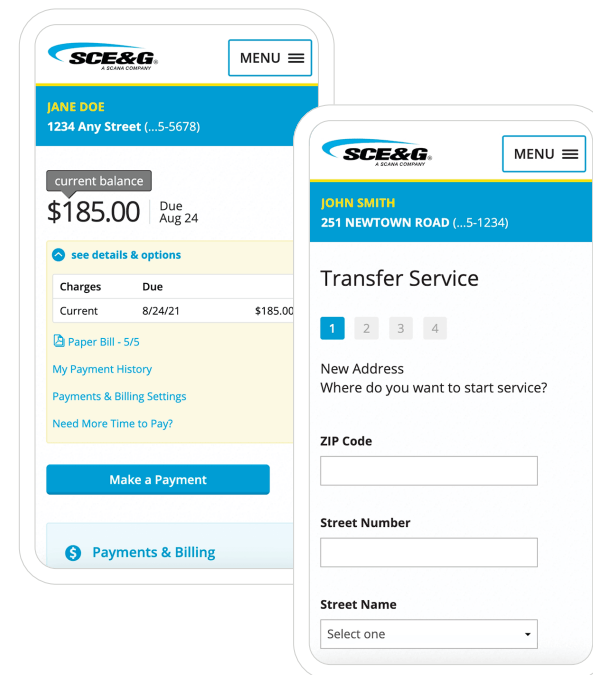 SCE&G®
A SCANA COMPANY
MENU
JANE DOE
1234 Any Street (...5-5678)
current balance
$185.00
Due
Aug 24
see details & options
Charges Due
Current 8/24/21 $185.00
Paper Bill - 5/5
My Payment History
Payments & Billing Settings
Need More Time to Pay?
Make a Payment
$ Payments & Billing
SCE&G®
A SCANA COMPANY
MENU
JOHN SMITH
251 NEWTOWN ROAD (...5-1234)
Transfer Service
1 2 3 4
New Address
Where do you want to start service?
ZIP Code
Street Number
Street Name
Select one